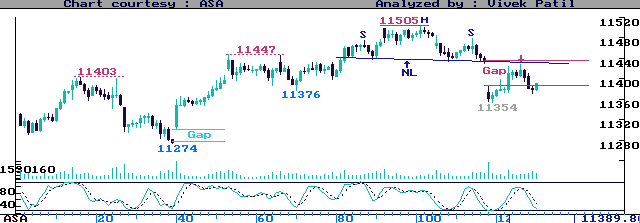 Chart courtesy : ASA Analyzed by : Vivek Patil
11505 H
11520
S S
11447
11480
NL
11440
11403 Gap
11400
11376
11354
11360
Gap
11320
11274
11280
1530160
80
40
ASA 20 40 60 80 100 12 11389.8